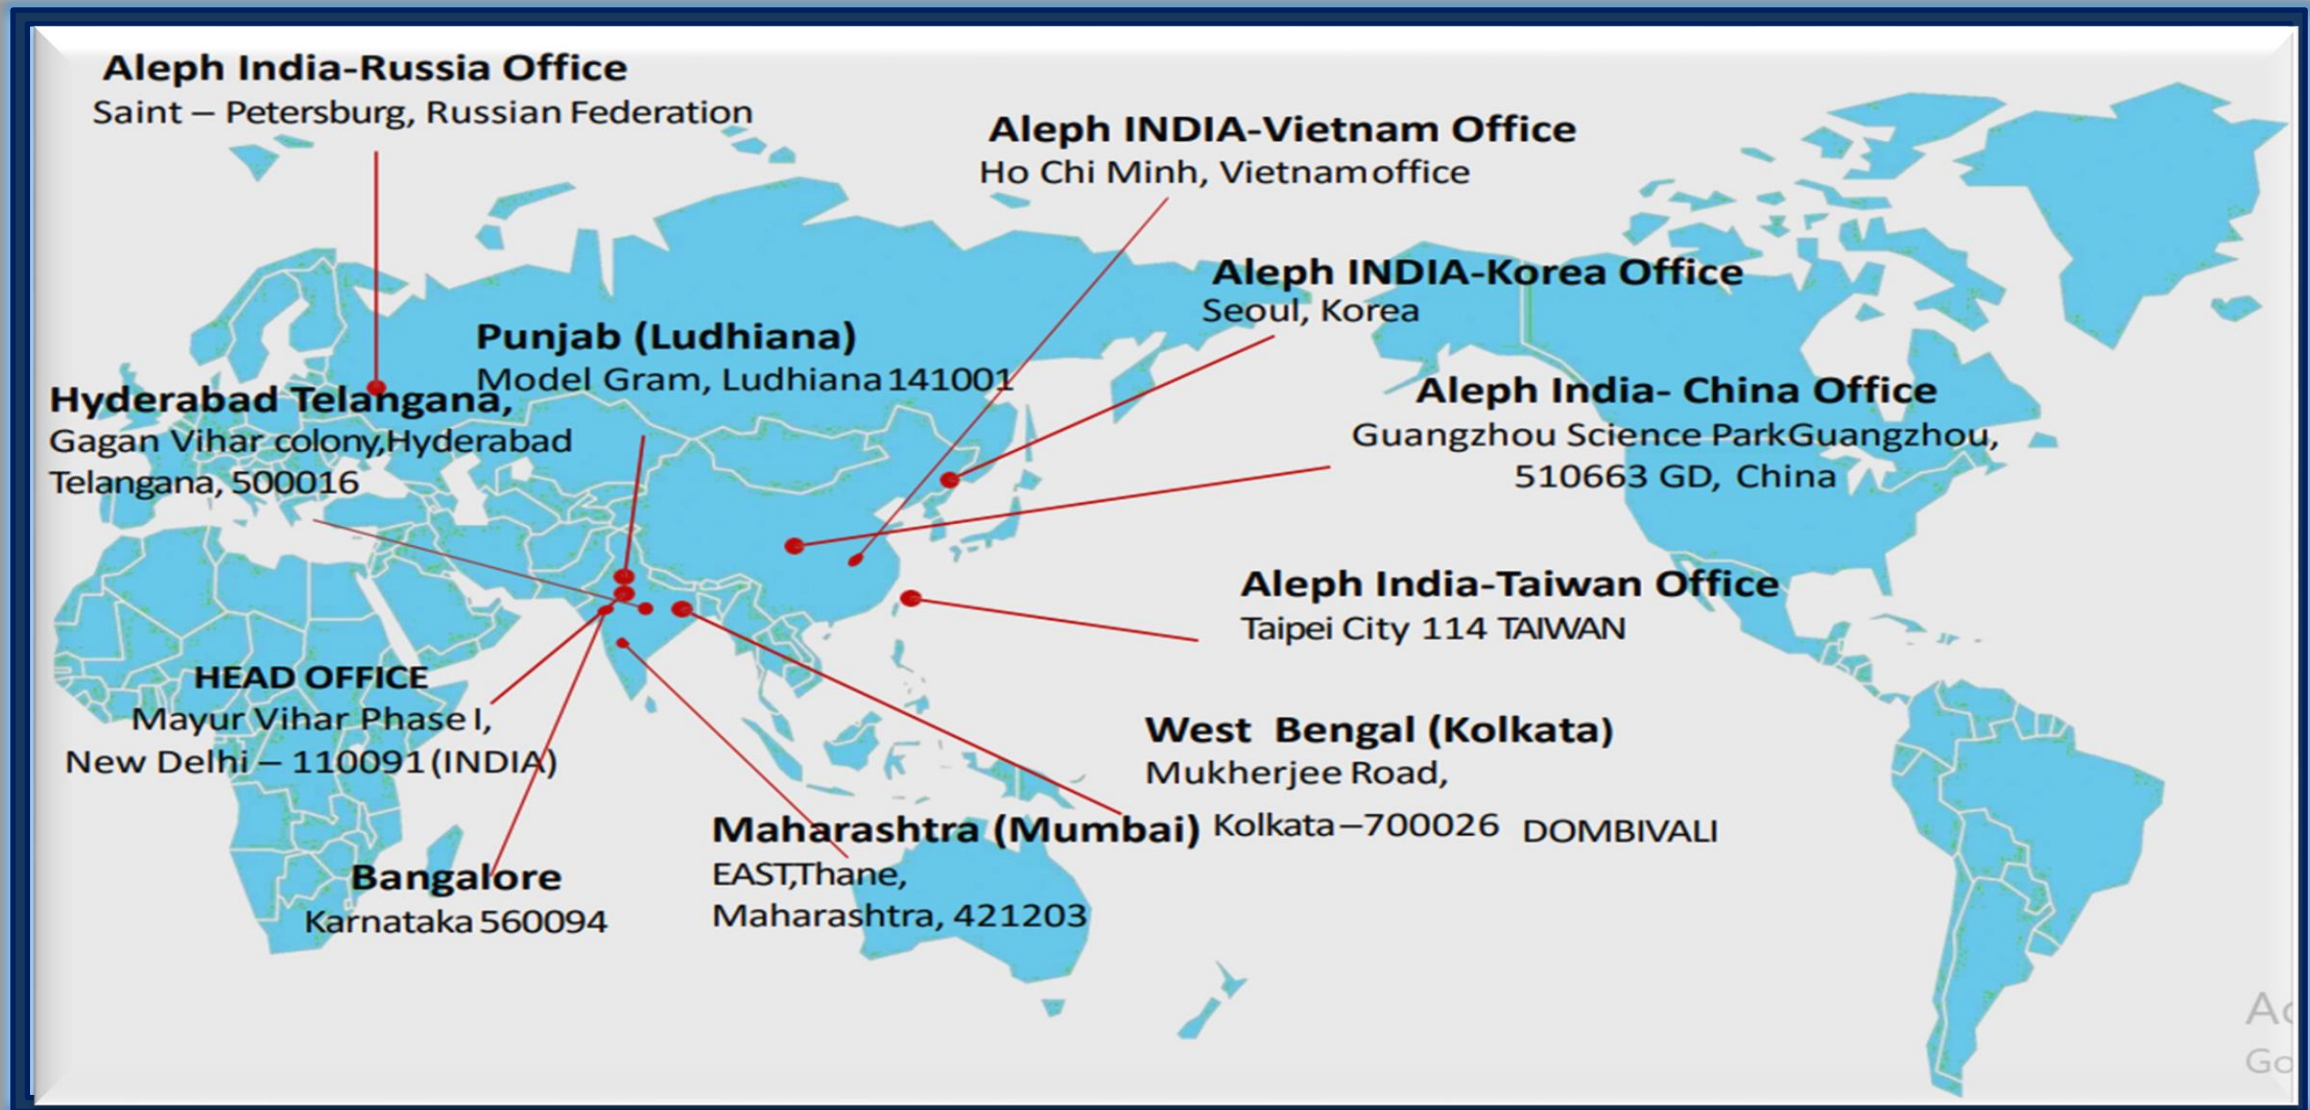 Aleph India-Russia Office
Saint – Petersburg, Russian Federation
Aleph INDIA-Vietnam Office
Ho Chi Minh, Vietnam office
Aleph INDIA-Korea Office
Seoul, Korea
Punjab (Ludhiana)
Model Gram, Ludhiana 141001
Hyderabad Telangana,
Gagan Vihar colony,Hyderabad
Telangana, 500016
Aleph India- China Office
Guangzhou Science ParkGuangzhou,
510663 GD, China
Aleph India-Taiwan Office
Taipei City 114 TAIWAN
HEAD OFFICE
Mayur Vihar Phase I,
New Delhi – 110091 (INDIA)
West Bengal (Kolkata)
Mukherjee Road,
Kolkata –700026 DOMBIVALI
Maharashtra (Mumbai)
EAST,Thane,
Maharashtra, 421203
Bangalore
Karnataka 560094